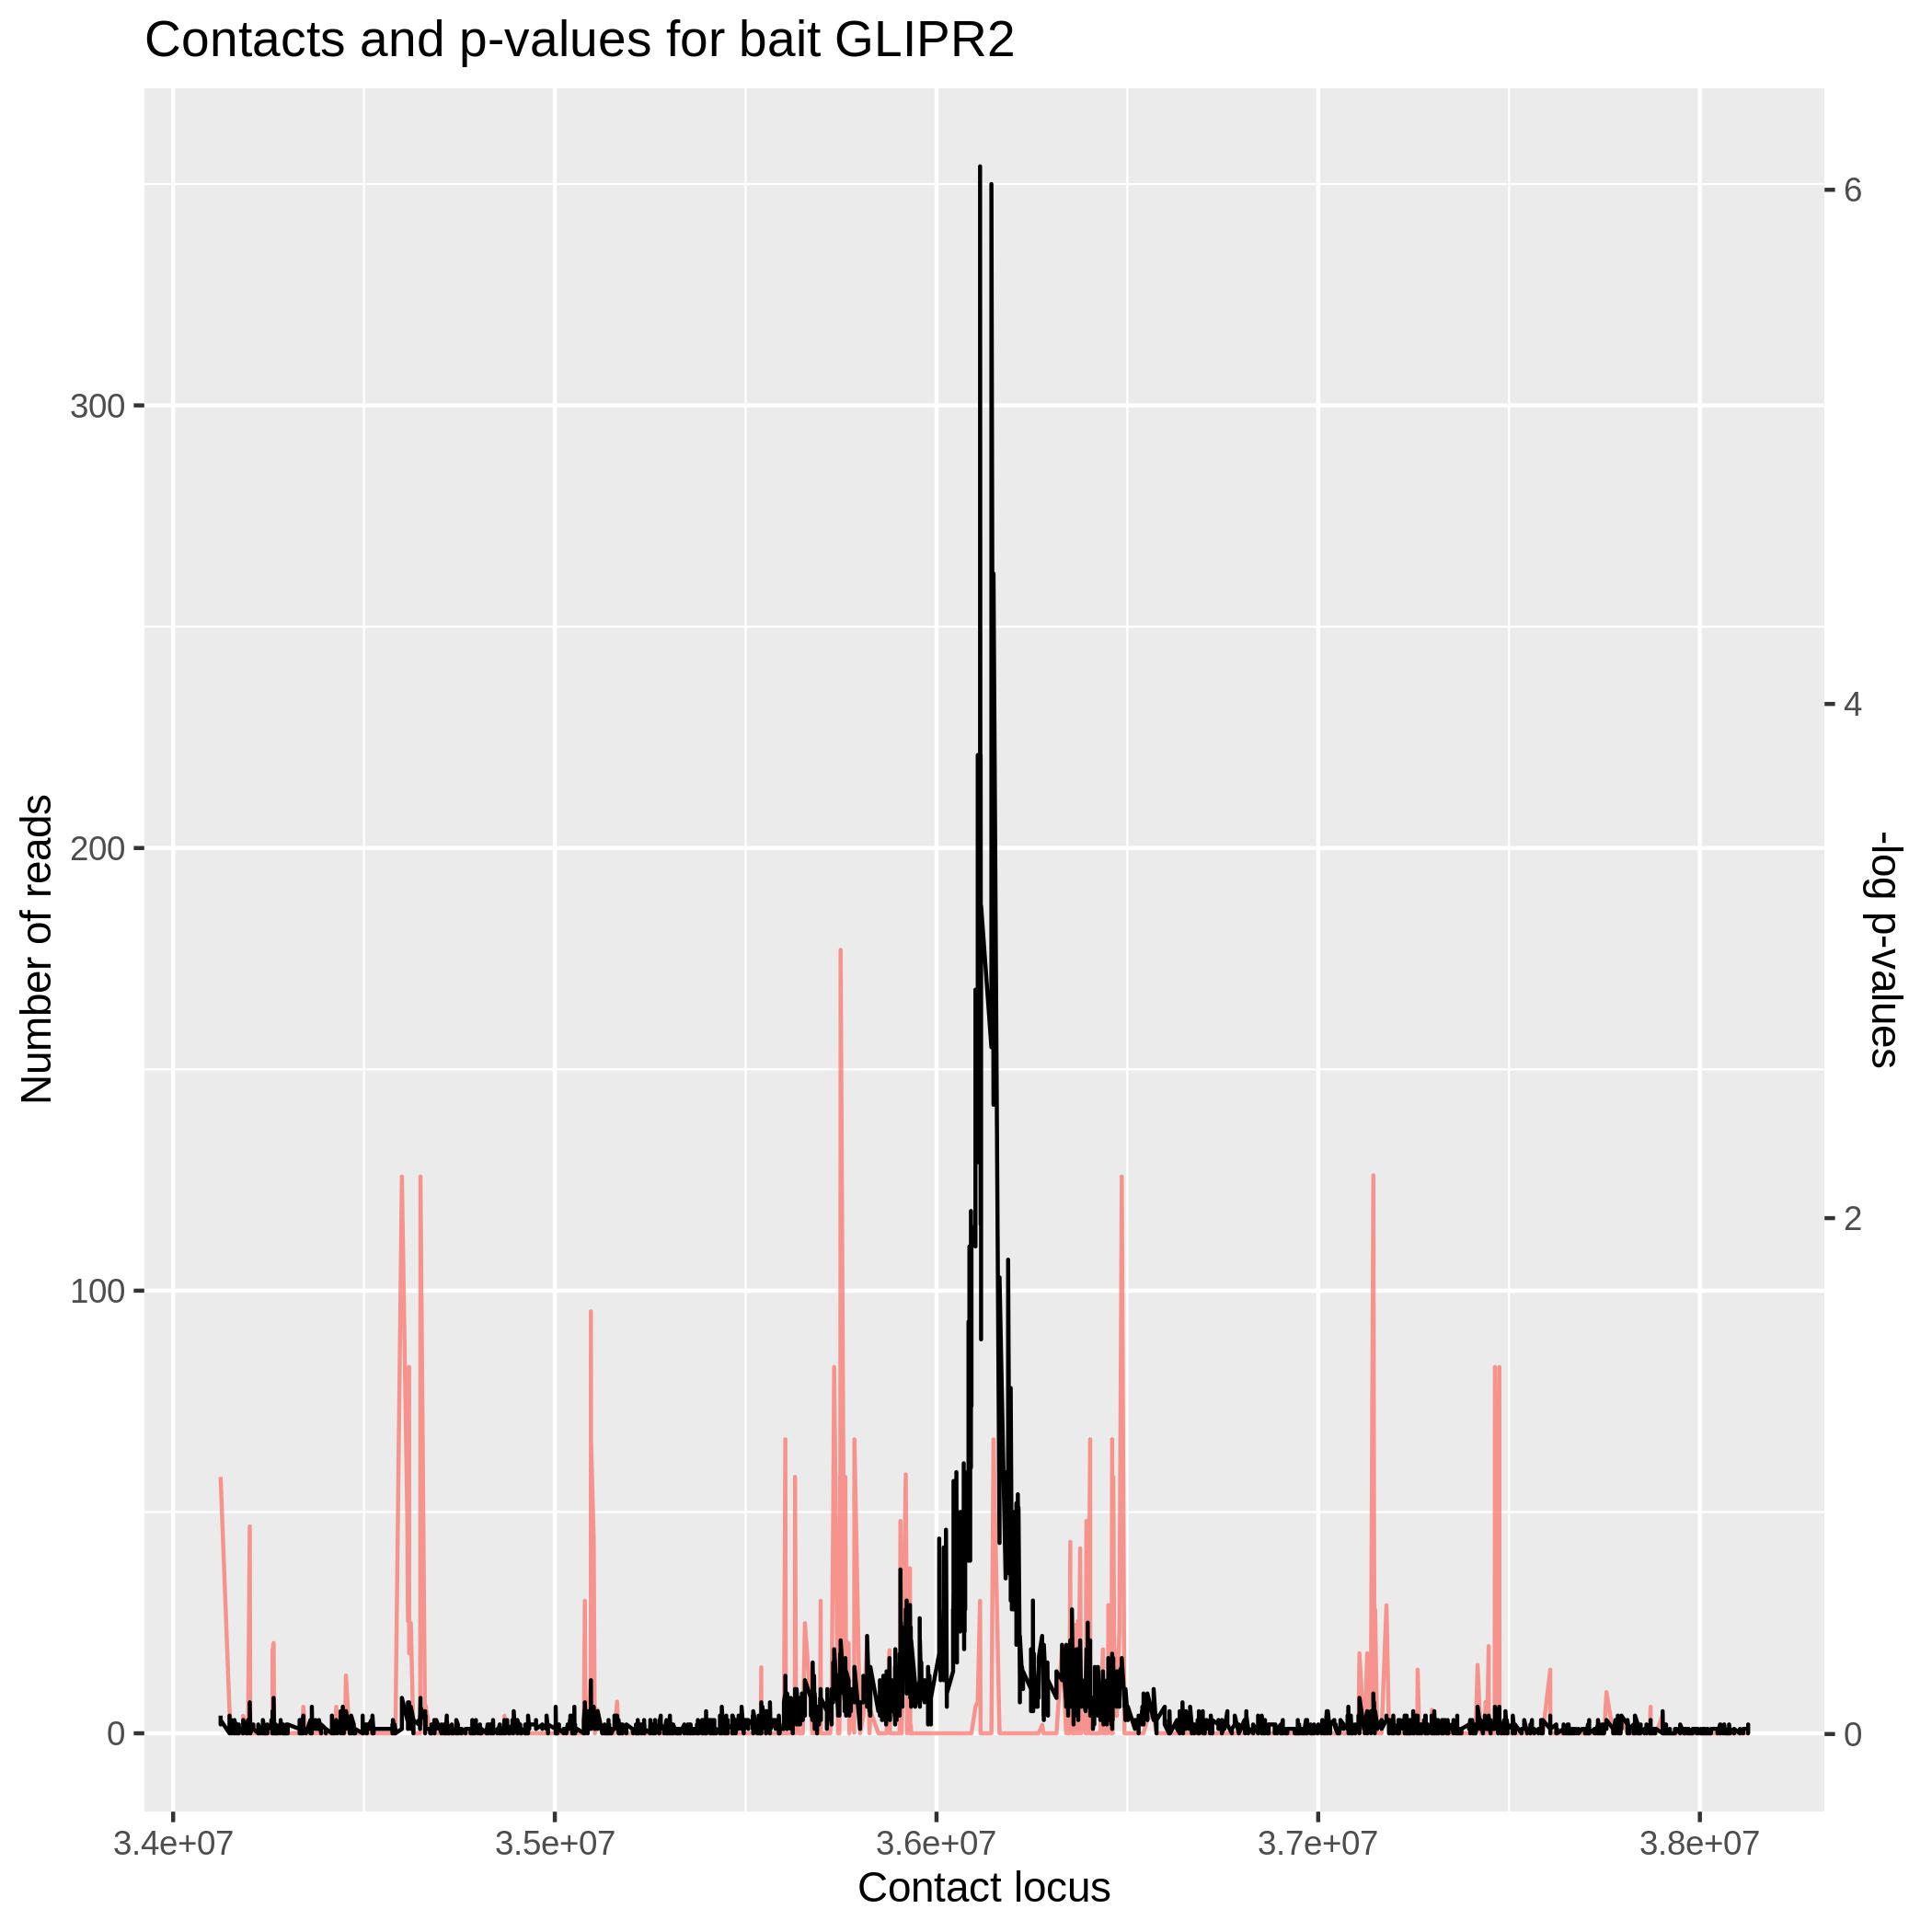 Contacts and p-values for bait GLIPR2
Number of reads
300
200
100
0
6
4
2
0
-log p-values
3.4e+07 3.5e+07 3.6e+07 3.7e+07 3.8e+07
Contact locus